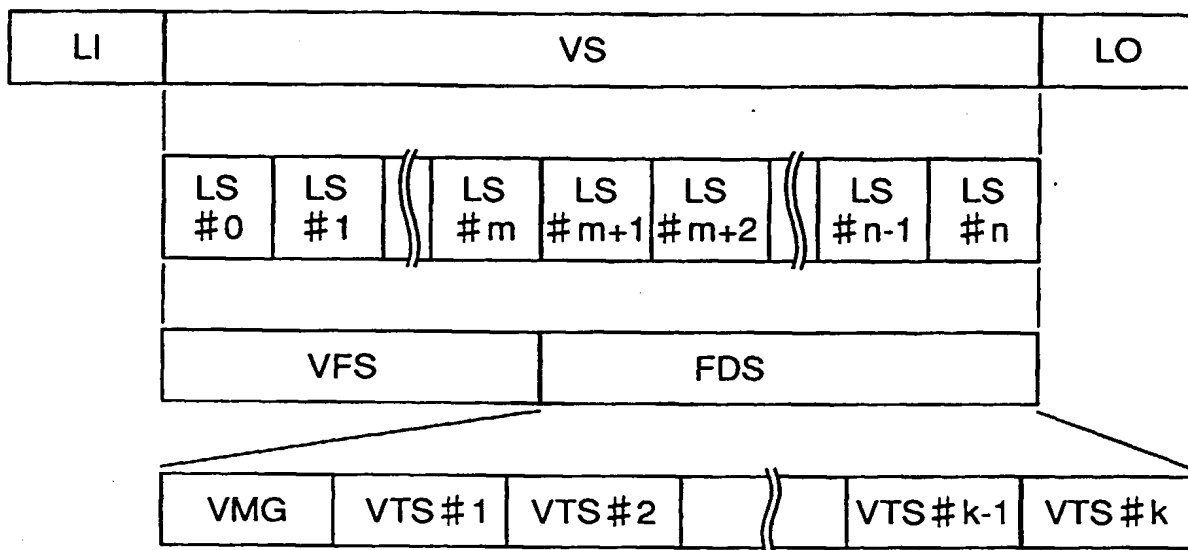 LI VS LO
LS LS LS LS LS LS LS
#0 #1 #m #m+1 #m+2 #n-1 #n
VFS FDS
VMG VTS#1 VTS#2 VTS#k-1 VTS#k